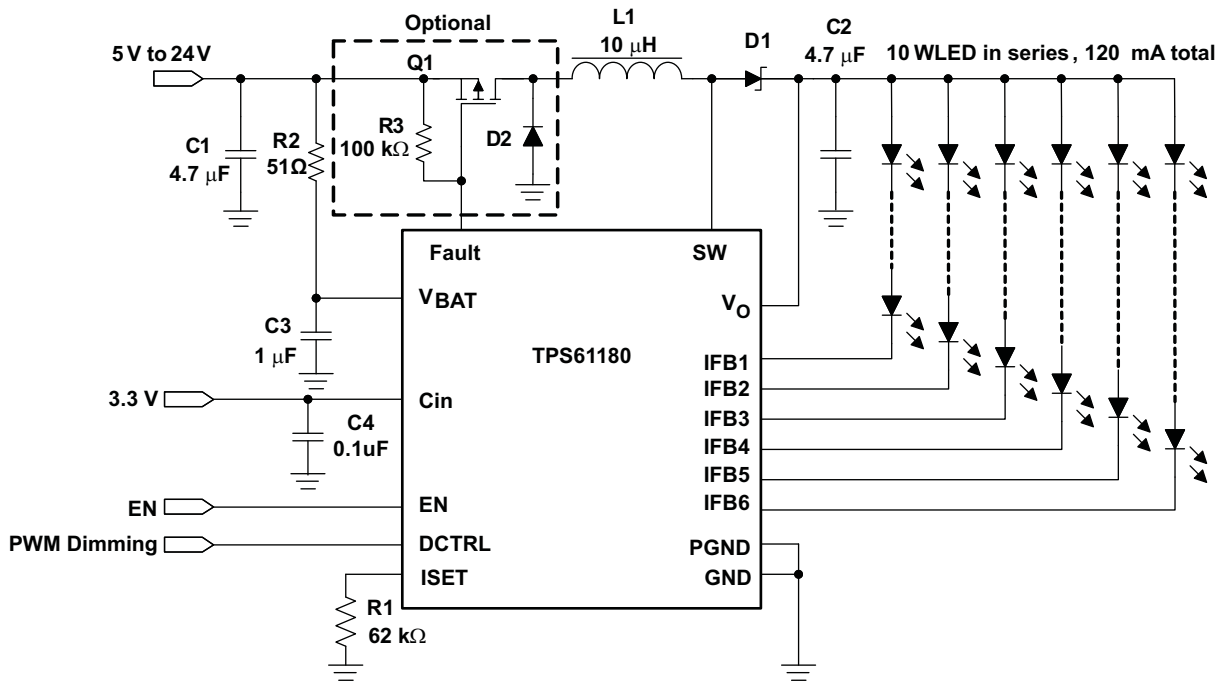 Optional
L1
10 μH
D1
C2
4.7 μF
10 WLED in series, 120 mA total
5 V to 24 V
Q1
C1
4.7 μF
R2
51Ω
R3
100 kΩ
D2
Fault
SW
VBAT
VO
C3
1 μF
TPS61180
IFB1
IFB2
IFB3
IFB4
IFB5
IFB6
3.3 V
Cin
C4
0.1uF
EN
EN
PWM Dimming
DCTRL
PGND
ISET
GND
R1
62 kΩ